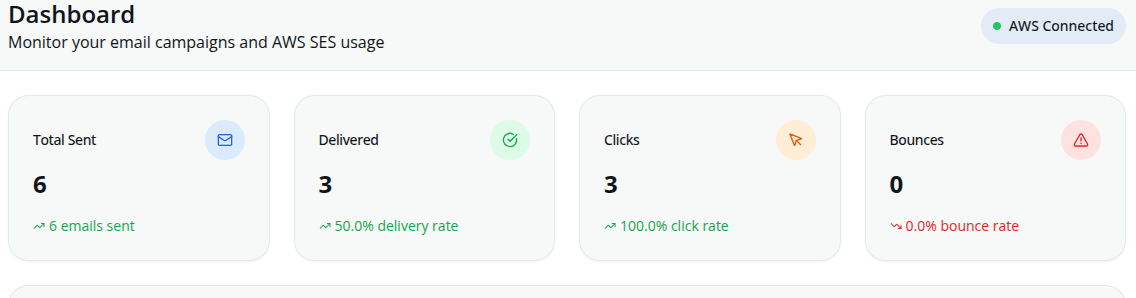 Dashboard
Monitor your email campaigns and AWS SES usage
AWS Connected
Total Sent
6
6 emails sent
Delivered
3
50.0% delivery rate
Clicks
3
100.0% click rate
Bounces
0
0.0% bounce rate